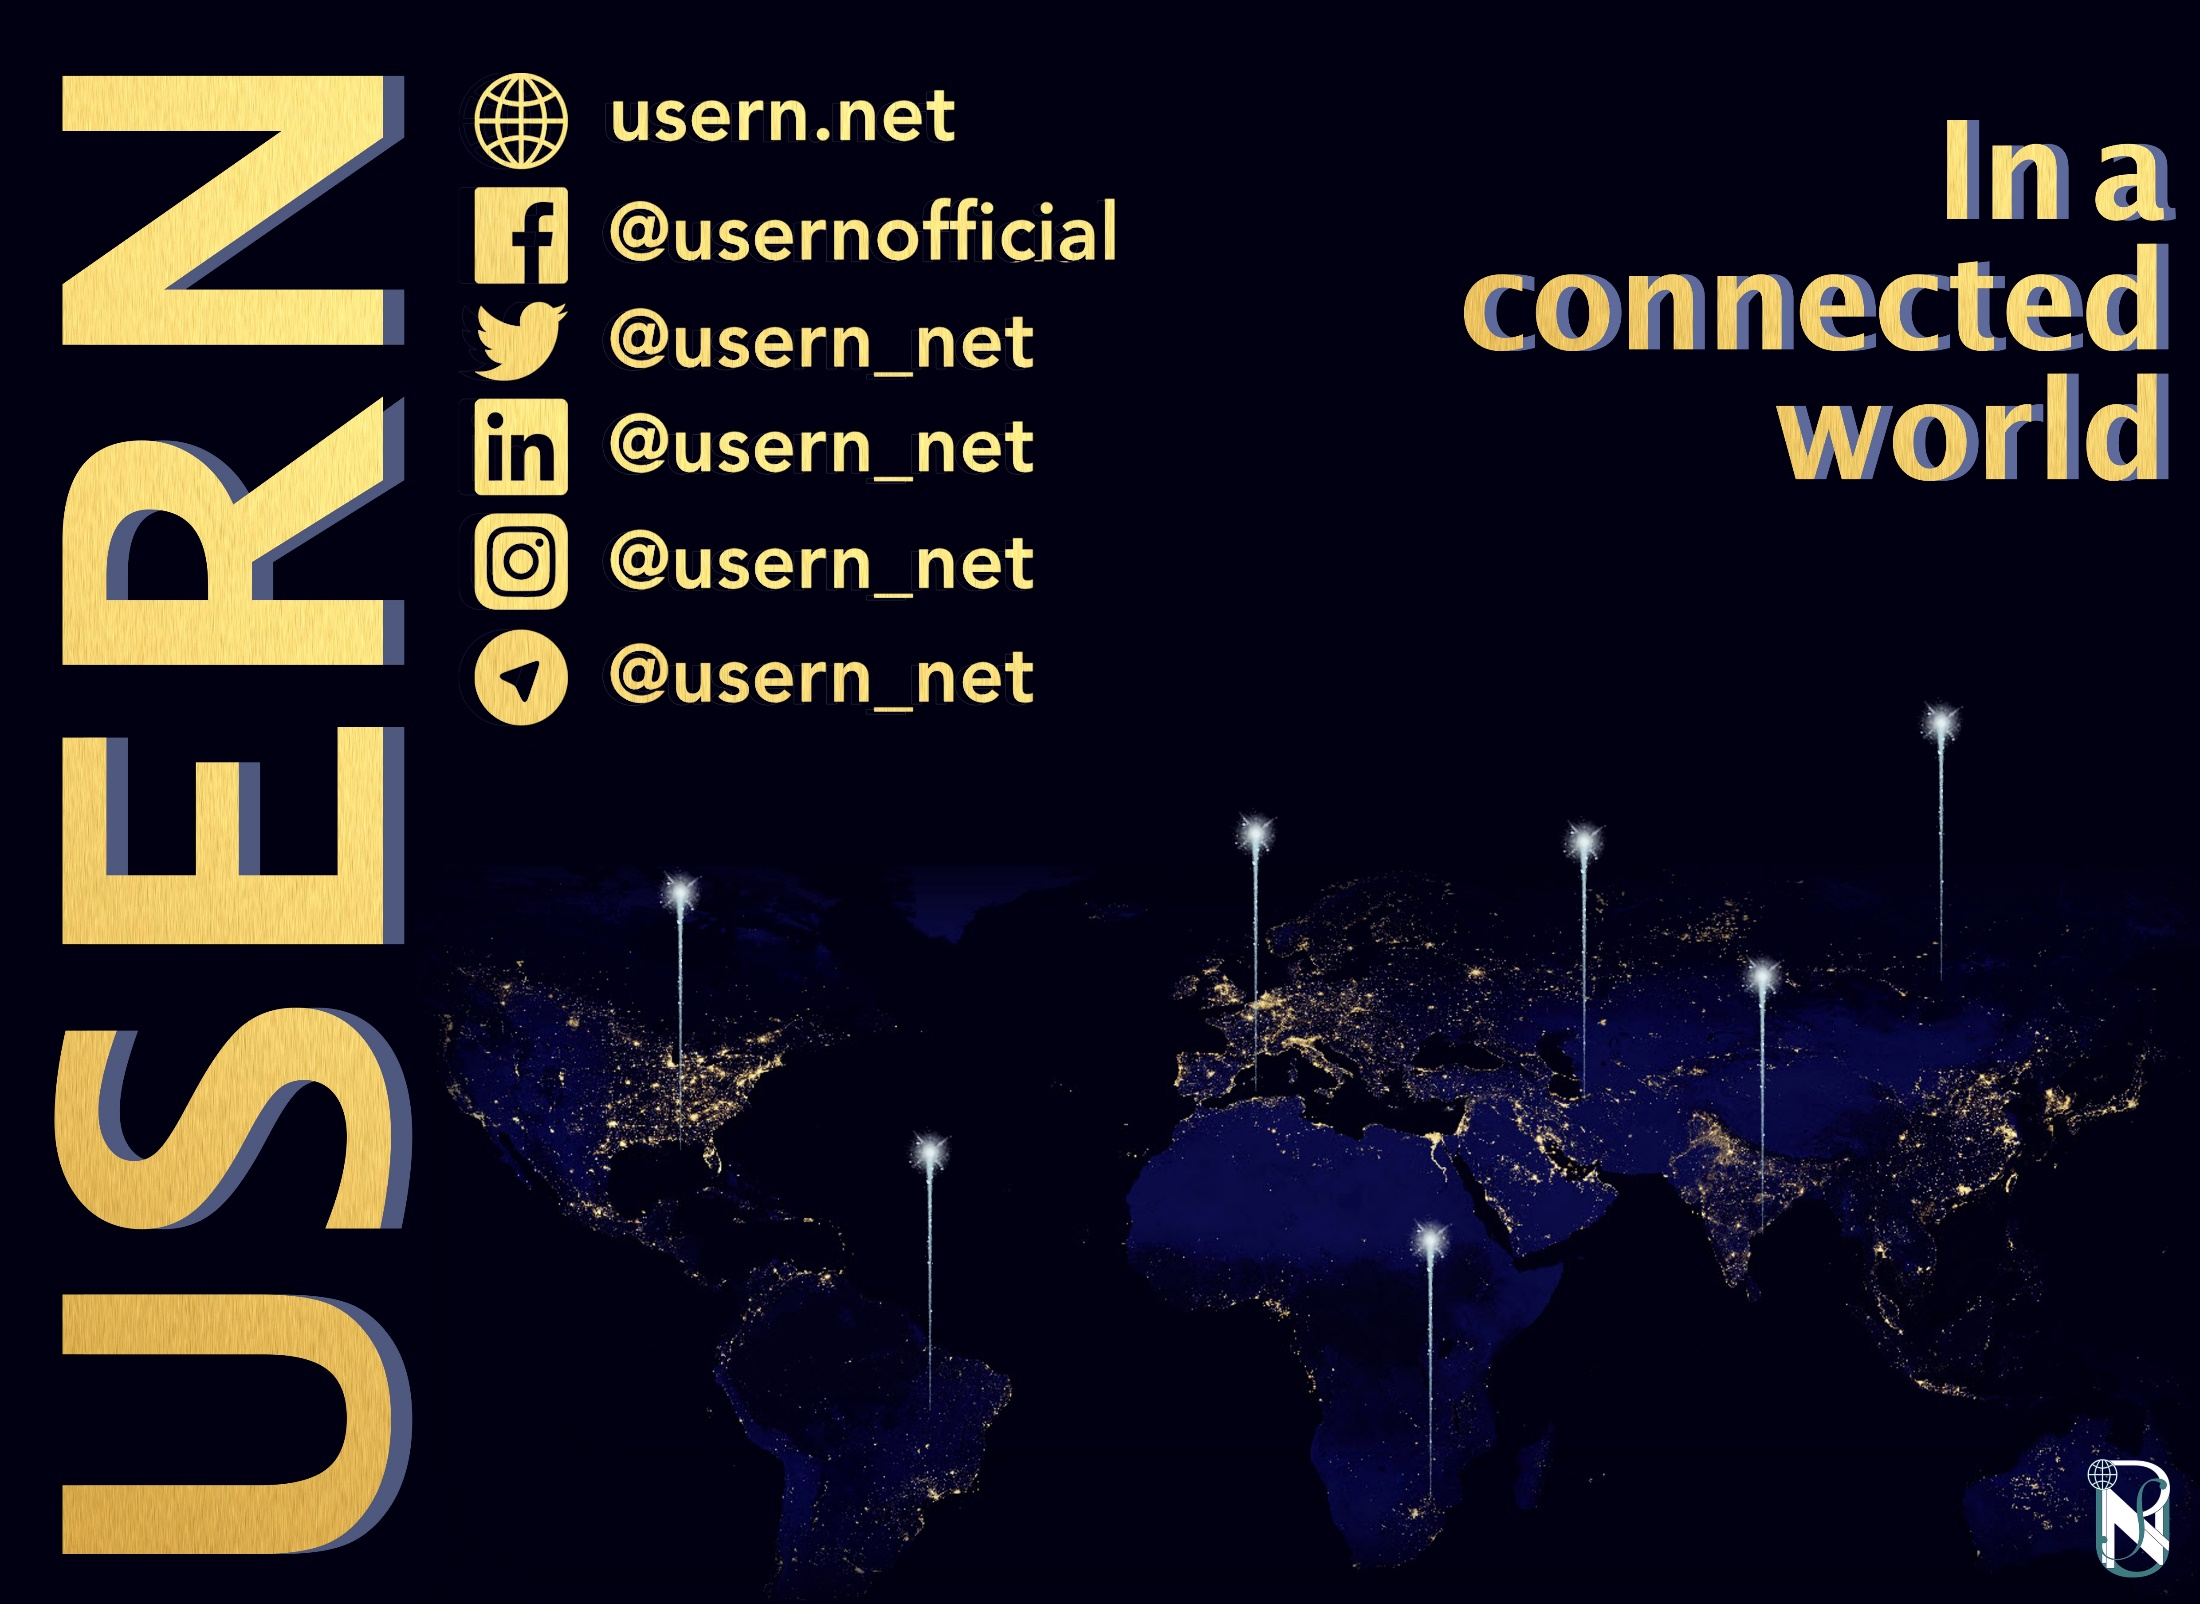 USERN
usern.net
@usernofficial
@usern_net
@usern_net
@usern_net
@usern_net
In a
connected
world